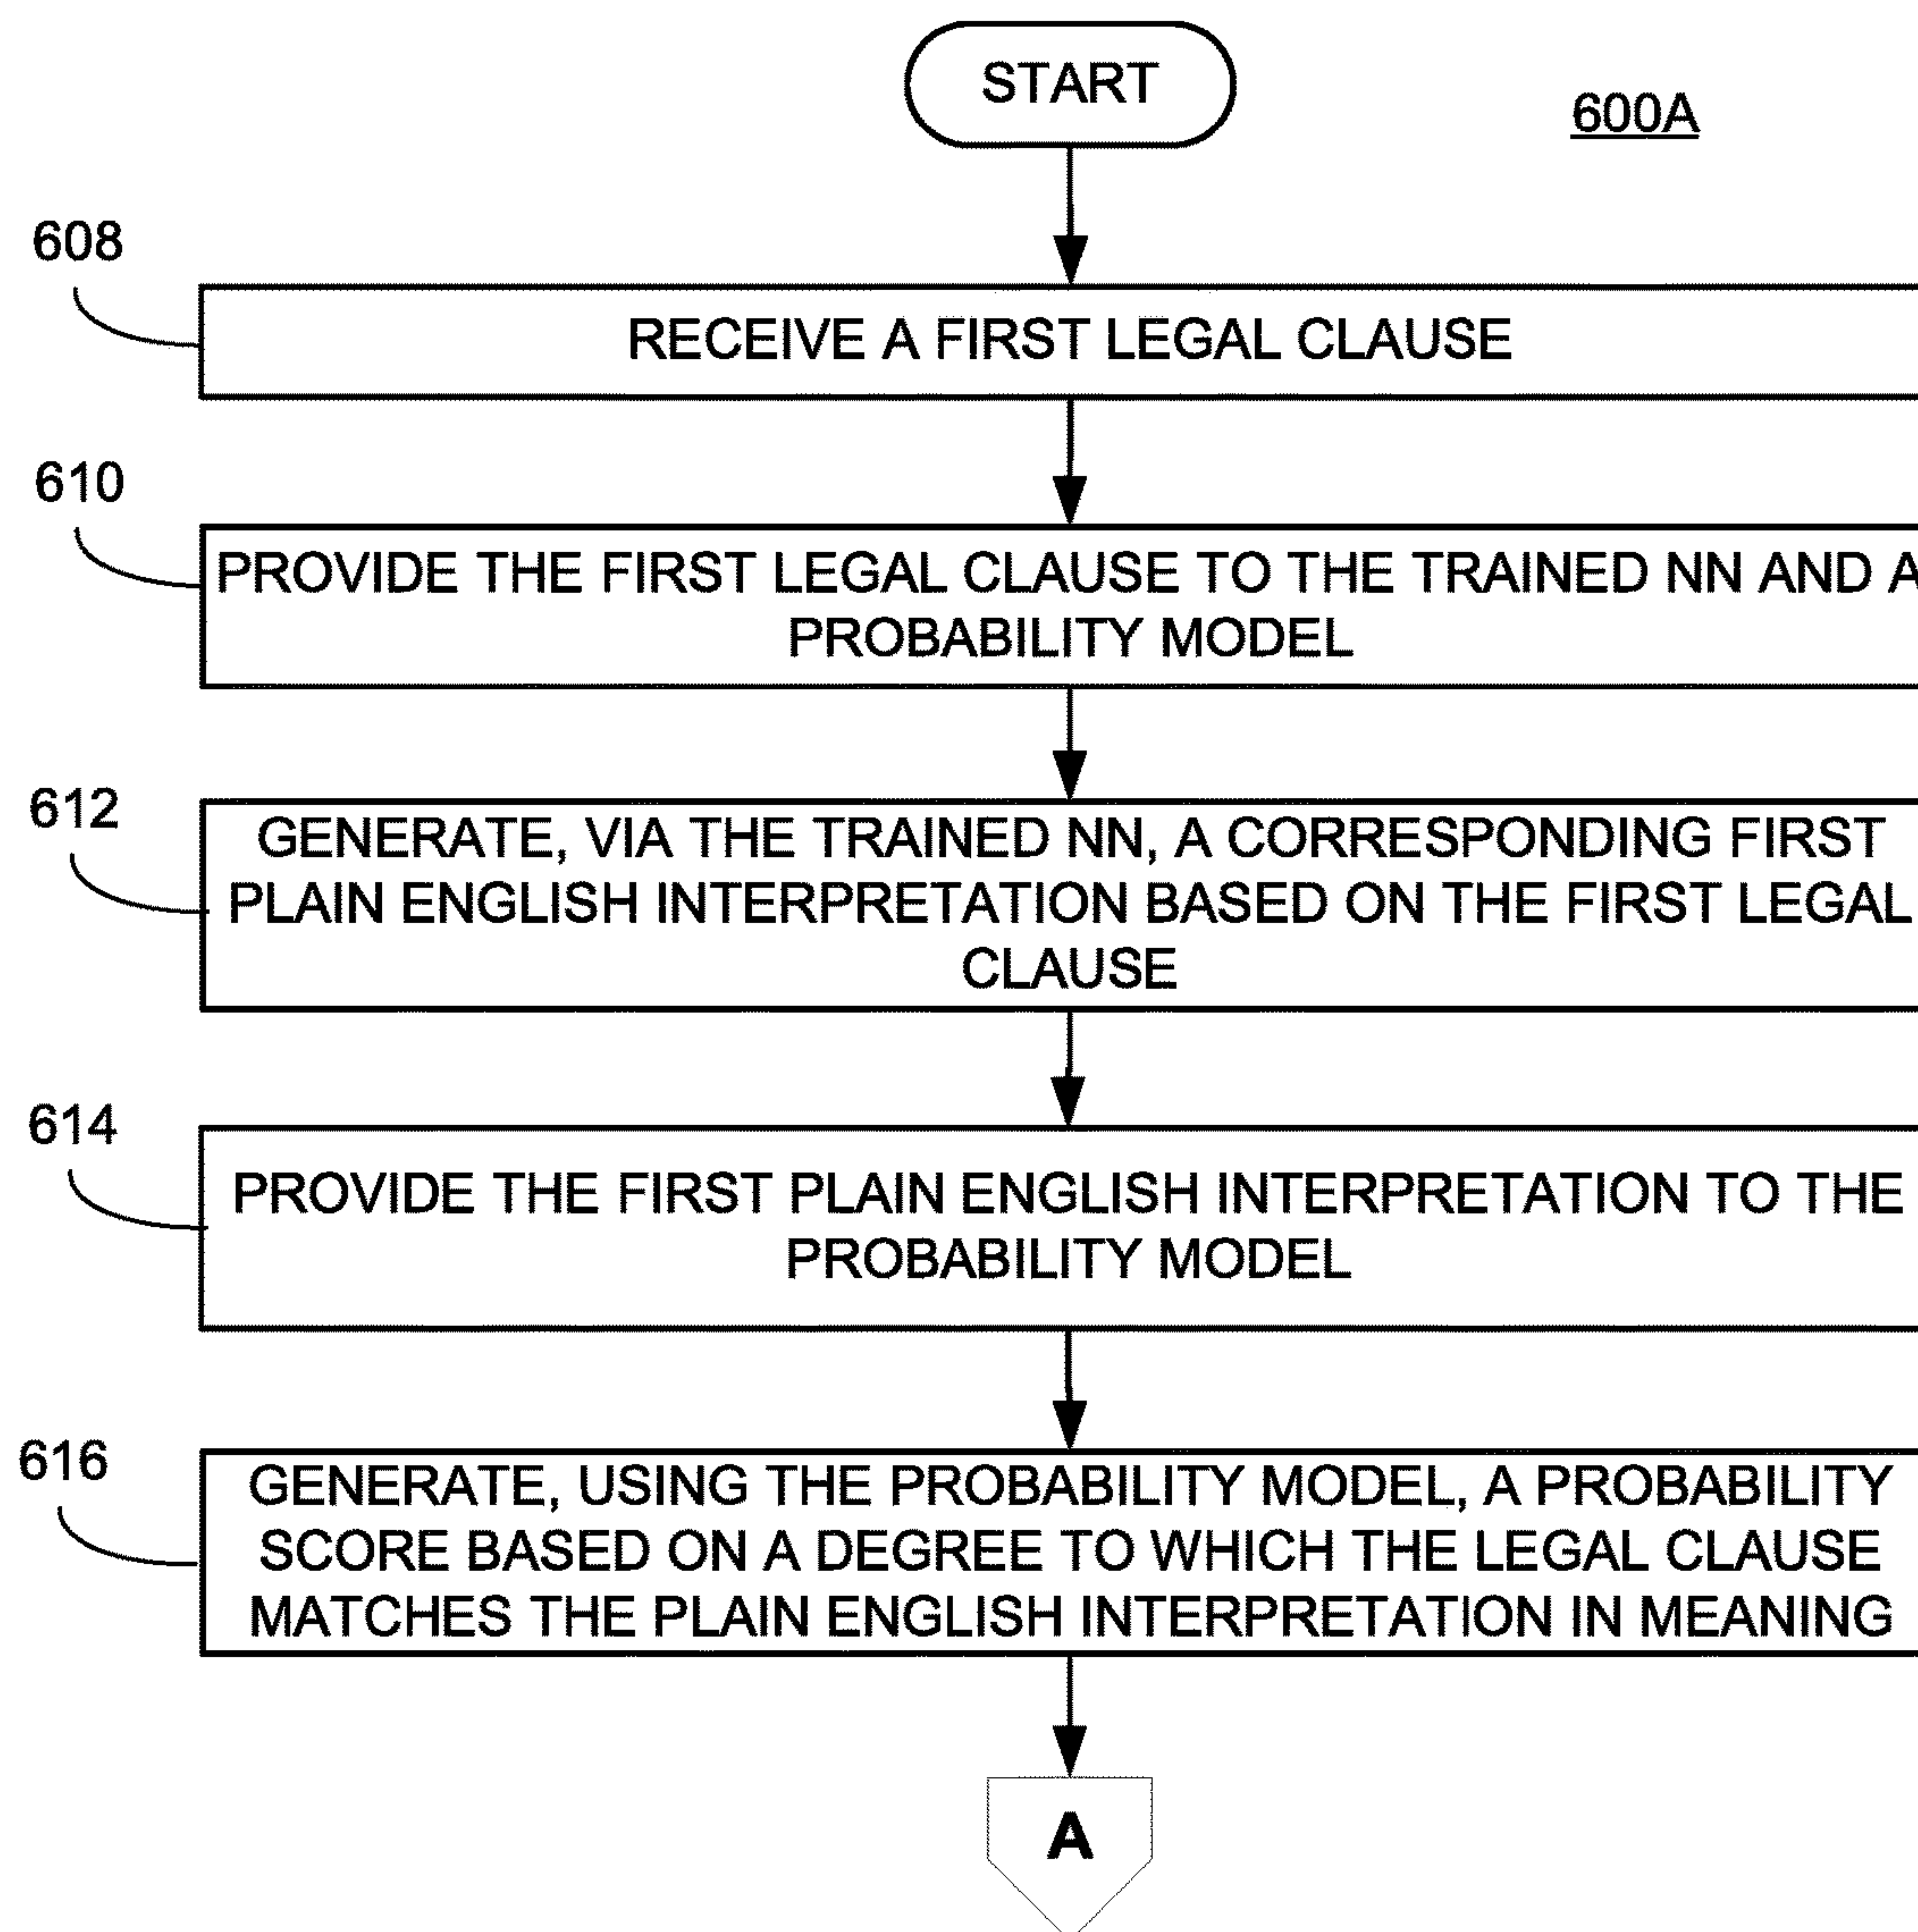 START
600A
608
RECEIVE A FIRST LEGAL CLAUSE
610
PROVIDE THE FIRST LEGAL CLAUSE TO THE TRAINED NN AND A
PROBABILITY MODEL
612
GENERATE, VIA THE TRAINED NN, A CORRESPONDING FIRST
PLAIN ENGLISH INTERPRETATION BASED ON THE FIRST LEGAL
CLAUSE
614
PROVIDE THE FIRST PLAIN ENGLISH INTERPRETATION TO THE
PROBABILITY MODEL
616
GENERATE, USING THE PROBABILITY MODEL, A PROBABILITY
SCORE BASED ON A DEGREE TO WHICH THE LEGAL CLAUSE
MATCHES THE PLAIN ENGLISH INTERPRETATION IN MEANING
A